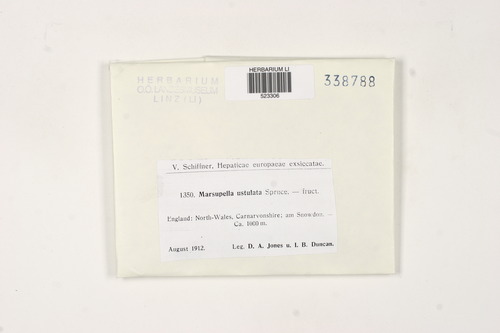 HERBARIUM LI
523306
338788
HERBARIUM
O.Ö. LANDESMUSEUM
LINZ (LI)
V. Schiffner, Hepaticae europaeae exsiccatae.
1350. Marsupella ustulata Spruce. — fruct.
England: North-Wales, Carnarvonshire; am Snowdon. —
Ca. 1000 m.
August 1912. Leg. D. A. Jones u. I. B. Duncan.